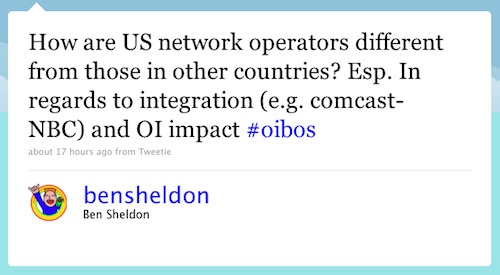 How are US network operators different
from those in other countries? Esp. In
regards to integration (e.g. comcast-
NBC) and OI impact #oibos
about 17 hours ago from Tweetie
bensheldon
Ben Sheldon